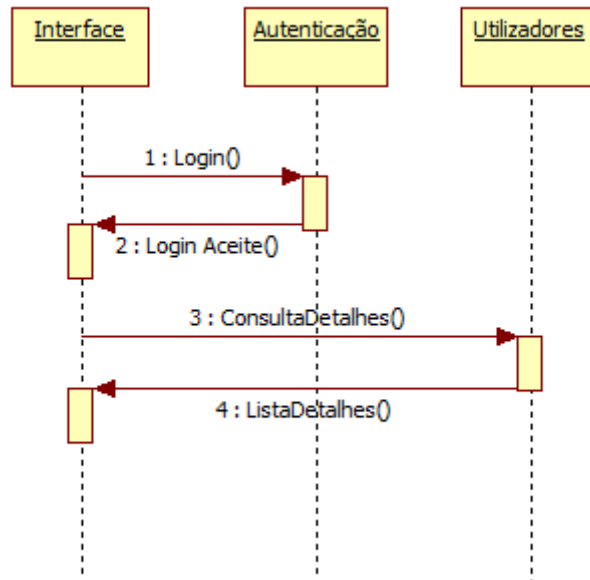 Interface
Autenticação
Utilizadores
1 : Login()
2 : Login Aceite()
3 : ConsultaDetalhes()
4 : ListaDetalhes()